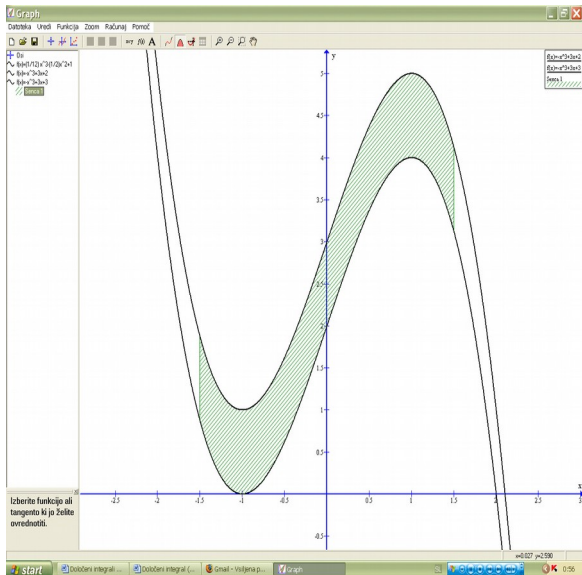 Graph
Datoteka Uredi Funkcija Zoom Računaj Pomoč
Osi
f(x)=(1/12)x^3(1/2)x^2+1
f(x)=-x^3+3x+2
f(x)=-x^3+3x+3
Senca 1
f(x)=-x^3+3x+2
f(x)=-x^3+3x+3
Senca 1
y
5
4.5
4
3.5
3
2.5
2
1.5
1
0.5
-0.5
-2.5 -2 -1.5 -1 -0.5 0.5 1 1.5 2 2.5 3
x
Izberite funkcijo ali
tangento ki jo želite
ovrednotiti.
x=0.027 y=2.590
start Določeni integrali ... Določeni integral (... Gmail - Vsiljena p... Graph K 0:56